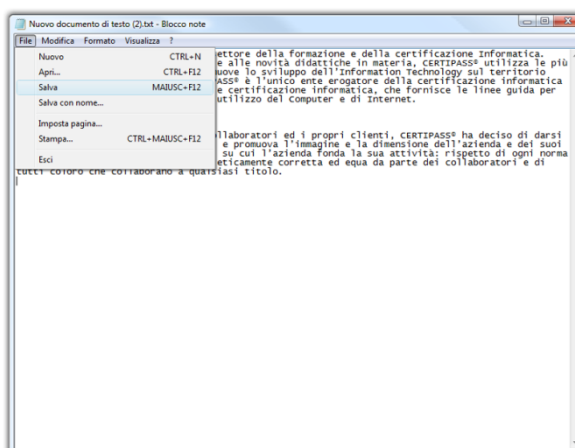 Nuovo documento di testo (2).txt - Blocco note
File Modifica Formato Visualizza ?
Nuovo CTRL+N
Apri... CTRL+F12
Salva MAIUSC+F12
Salva con nome...
Imposta pagina...
Stampa... CTRL+MAIUSC+F12
Esci
ettore della formazione e della certificazione Informatica.
e alle novità didattiche in materia, CERTIPASS® utilizza le più
uove lo sviluppo dell'Information Technology sul territorio
PASS® è l'unico ente erogatore della certificazione informatica
e certificazione informatica, che fornisce le linee guida per
utilizzo del Computer e di Internet.
llaboratori ed i propri clienti, CERTIPASS® ha deciso di darsi
e promuova l'immagine e la dimensione dell'azienda e dei suoi
su cui l'azienda fonda la sua attività: rispetto di ogni norma
eticamente corretta ed equa da parte dei collaboratori e di
tutti coloro che collaborano a qualsiasi titolo.